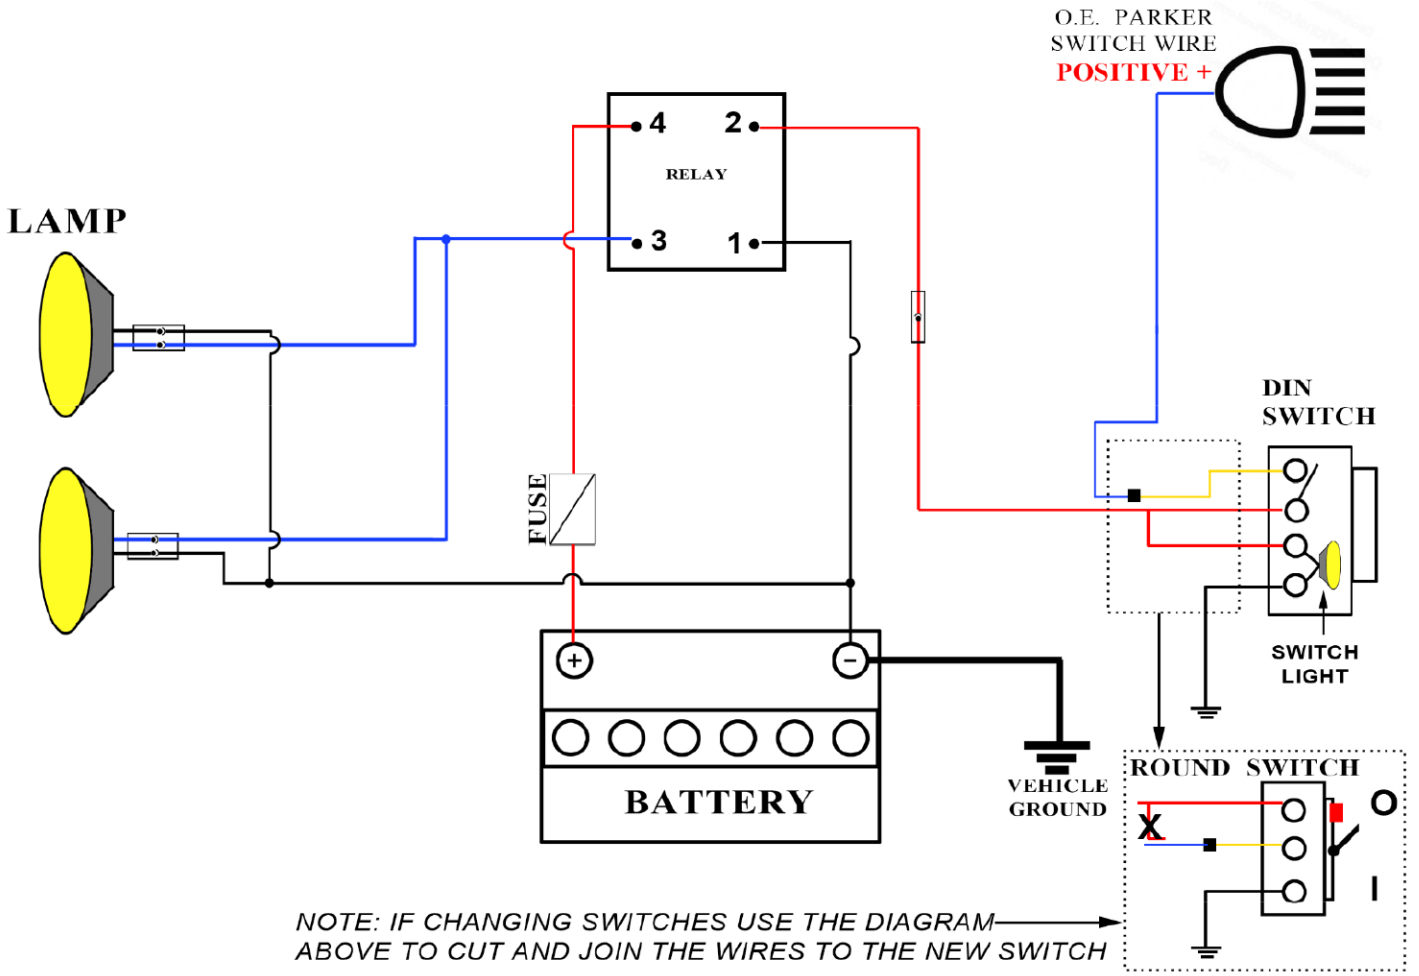 O.E. PARKER
SWITCH WIRE
POSITIVE +
4
2
RELAY
3
1
LAMP
DIN
SWITCH
FUSE
SWITCH
LIGHT
+
−
BATTERY
VEHICLE
GROUND
ROUND SWITCH
O
X
I
NOTE: IF CHANGING SWITCHES USE THE DIAGRAM
ABOVE TO CUT AND JOIN THE WIRES TO THE NEW SWITCH